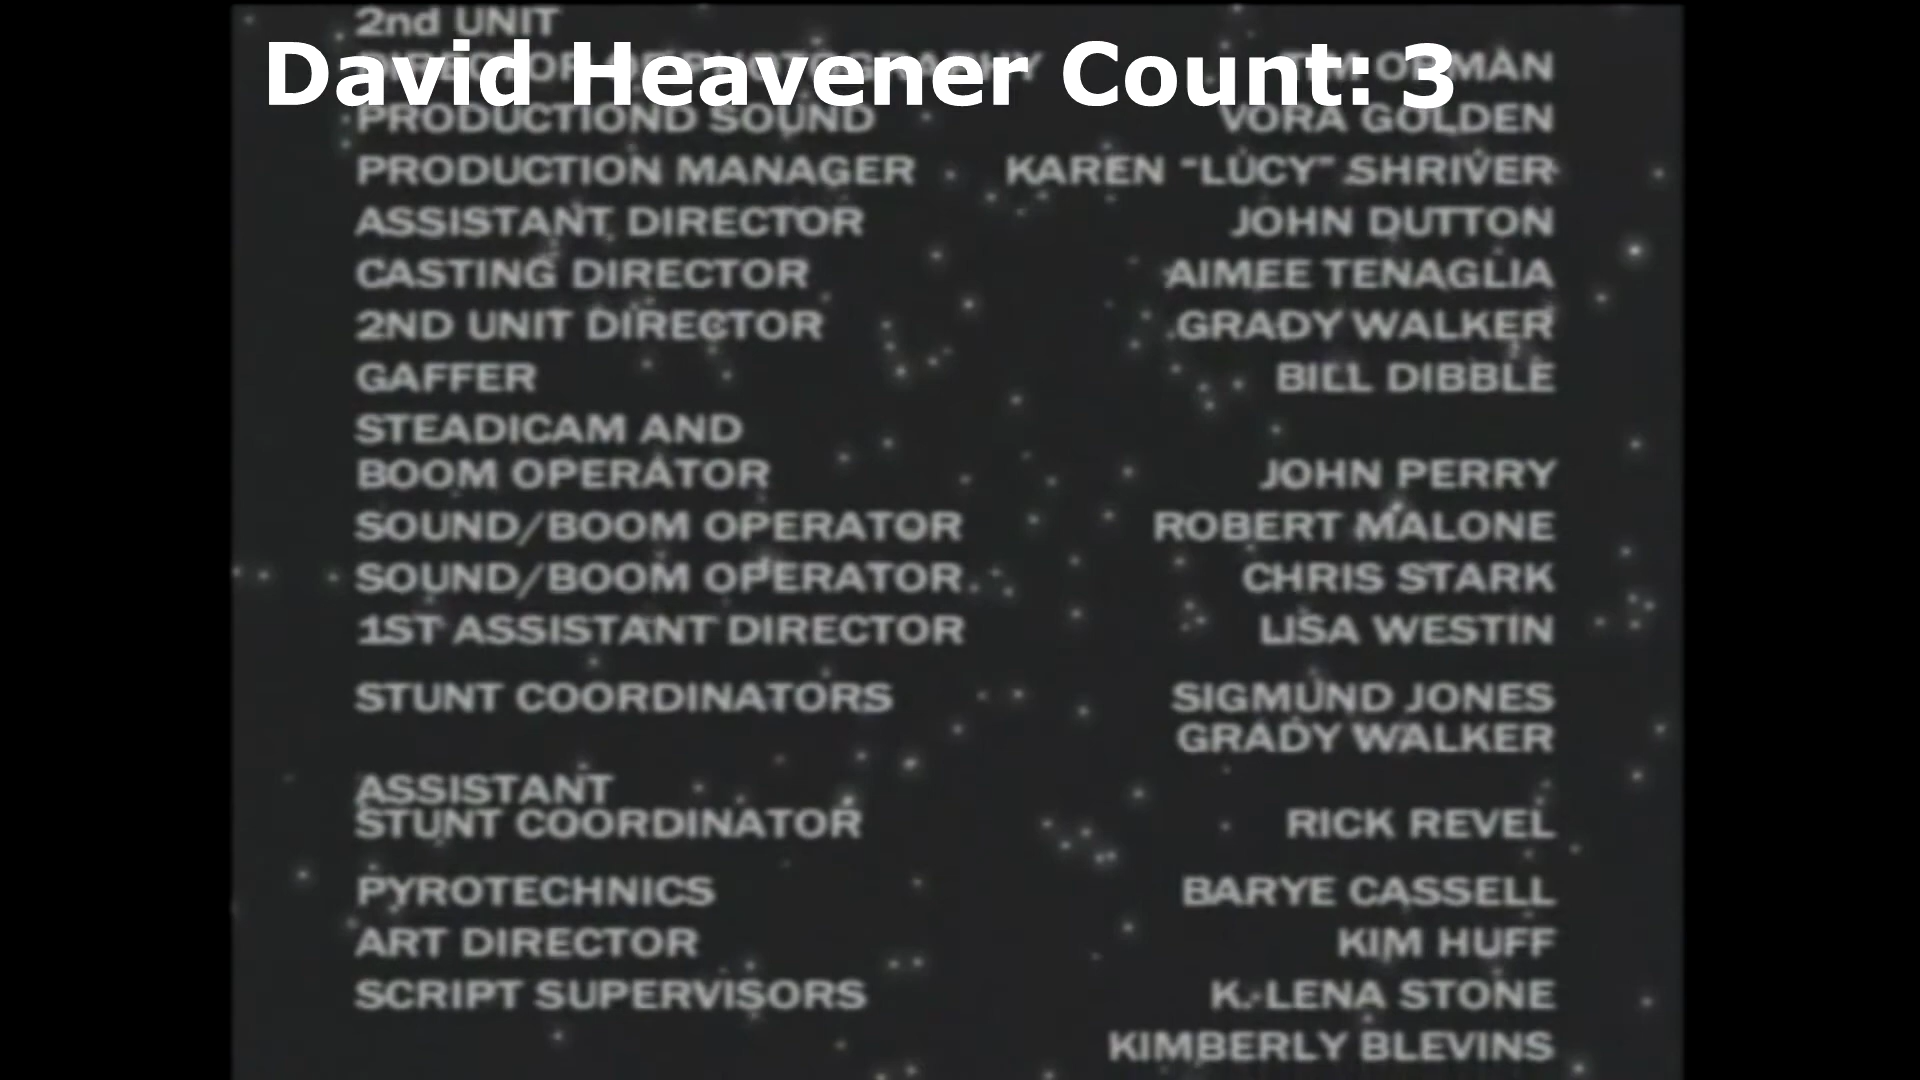 2nd UNIT
David Heavener Count: 3
DIRECTOR OF PHOTOGRAPHY
PRODUCTIOND SOUND VORA GOLDEN
PRODUCTION MANAGER KAREN "LUCY" SHRIVER
ASSISTANT DIRECTOR JOHN DUTTON
CASTING DIRECTOR AIMEE TENAGLIA
2ND UNIT DIRECTOR GRADY WALKER
GAFFER BILL DIBBLE
STEADICAM AND
BOOM OPERATOR JOHN PERRY
SOUND/BOOM OPERATOR ROBERT MALONE
SOUND/BOOM OPERATOR CHRIS STARK
1ST ASSISTANT DIRECTOR LISA WESTIN
STUNT COORDINATORS SIGMUND JONES
GRADY WALKER
ASSISTANT
STUNT COORDINATOR RICK REVEL
PYROTECHNICS BARYE CASSELL
ART DIRECTOR KIM HUFF
SCRIPT SUPERVISORS K. LENA STONE
KIMBERLY BLEVINS